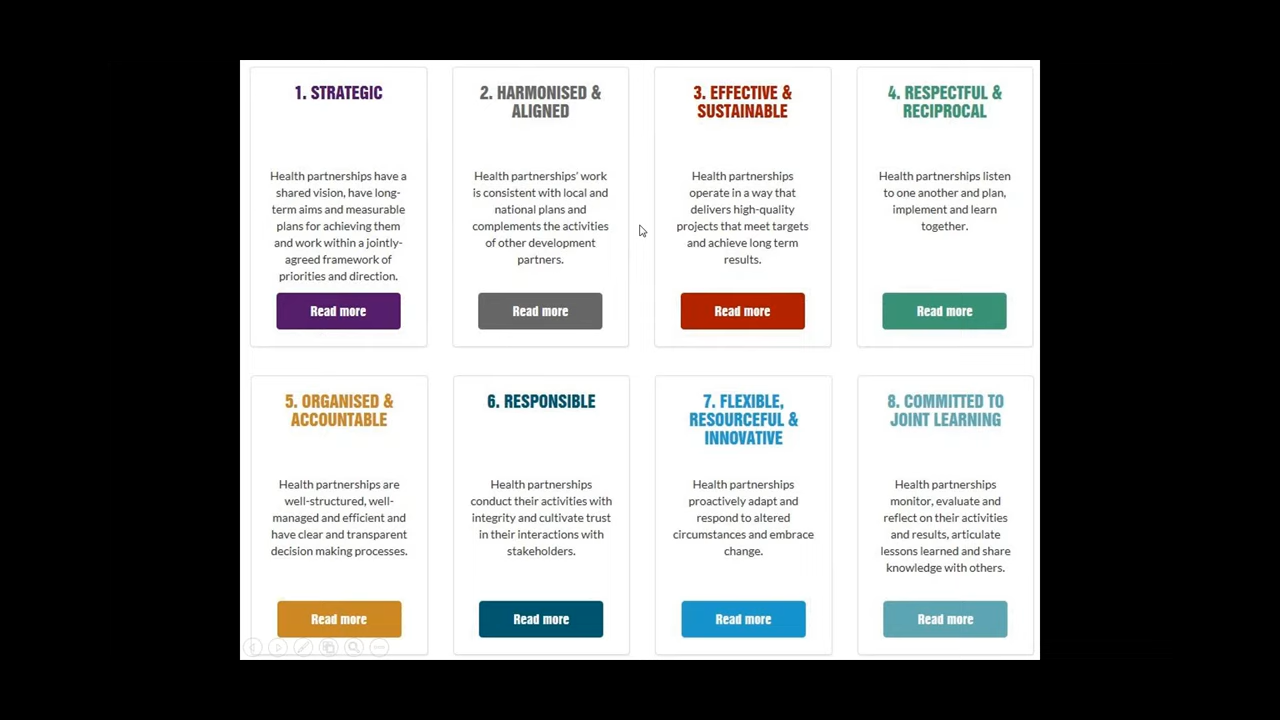 1. STRATEGIC
Health partnerships have a
shared vision, have long-
term aims and measurable
plans for achieving them
and work within a jointly-
agreed framework of
priorities and direction.
Read more
2. HARMONISED &
ALIGNED
Health partnerships' work
is consistent with local and
national plans and
complements the activities
of other development
partners.
Read more
3. EFFECTIVE &
SUSTAINABLE
Health partnerships
operate in a way that
delivers high-quality
projects that meet targets
and achieve long term
results.
Read more
4. RESPECTFUL &
RECIPROCAL
Health partnerships listen
to one another and plan,
implement and learn
together.
Read more
5. ORGANISED &
ACCOUNTABLE
Health partnerships are
well-structured, well-
managed and efficient and
have clear and transparent
decision making processes.
Read more
6. RESPONSIBLE
Health partnerships
conduct their activities with
integrity and cultivate trust
in their interactions with
stakeholders.
Read more
7. FLEXIBLE,
RESOURCEFUL &
INNOVATIVE
Health partnerships
proactively adapt and
respond to altered
circumstances and embrace
change.
Read more
8. COMMITTED TO
JOINT LEARNING
Health partnerships
monitor, evaluate and
reflect on their activities
and results, articulate
lessons learned and share
knowledge with others.
Read more